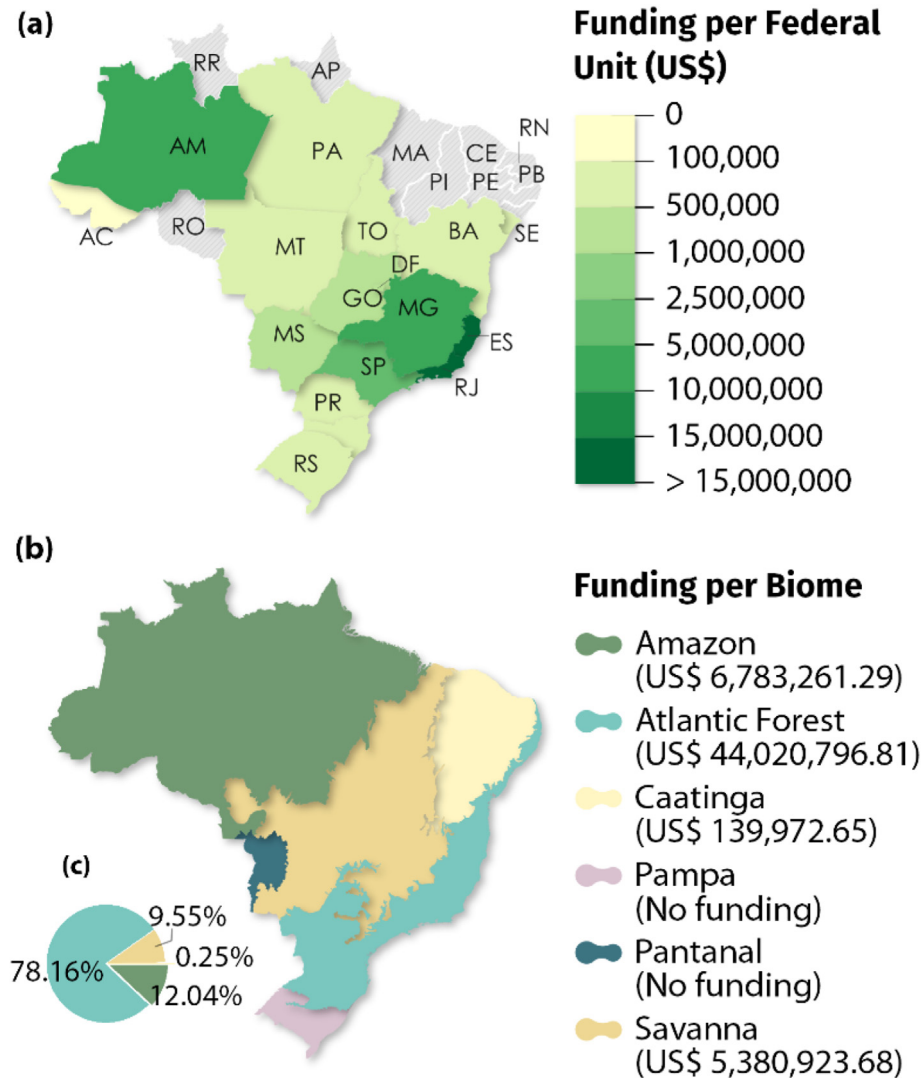 (a)
Funding per Federal
Unit (US$)
RR
AP
AM
PA
MA
CE
RN
PI
PE
PB
AC
RO
MT
TO
BA
SE
DF
GO
MG
MS
ES
SP
RJ
PR
RS
0
100,000
500,000
1,000,000
2,500,000
5,000,000
10,000,000
15,000,000
> 15,000,000
(b)
Funding per Biome
Amazon
(US$ 6,783,261.29)
Atlantic Forest
(US$ 44,020,796.81)
Caatinga
(US$ 139,972.65)
Pampa
(No funding)
Pantanal
(No funding)
Savanna
(US$ 5,380,923.68)
(c)
9.55%
0.25%
78.16%
12.04%